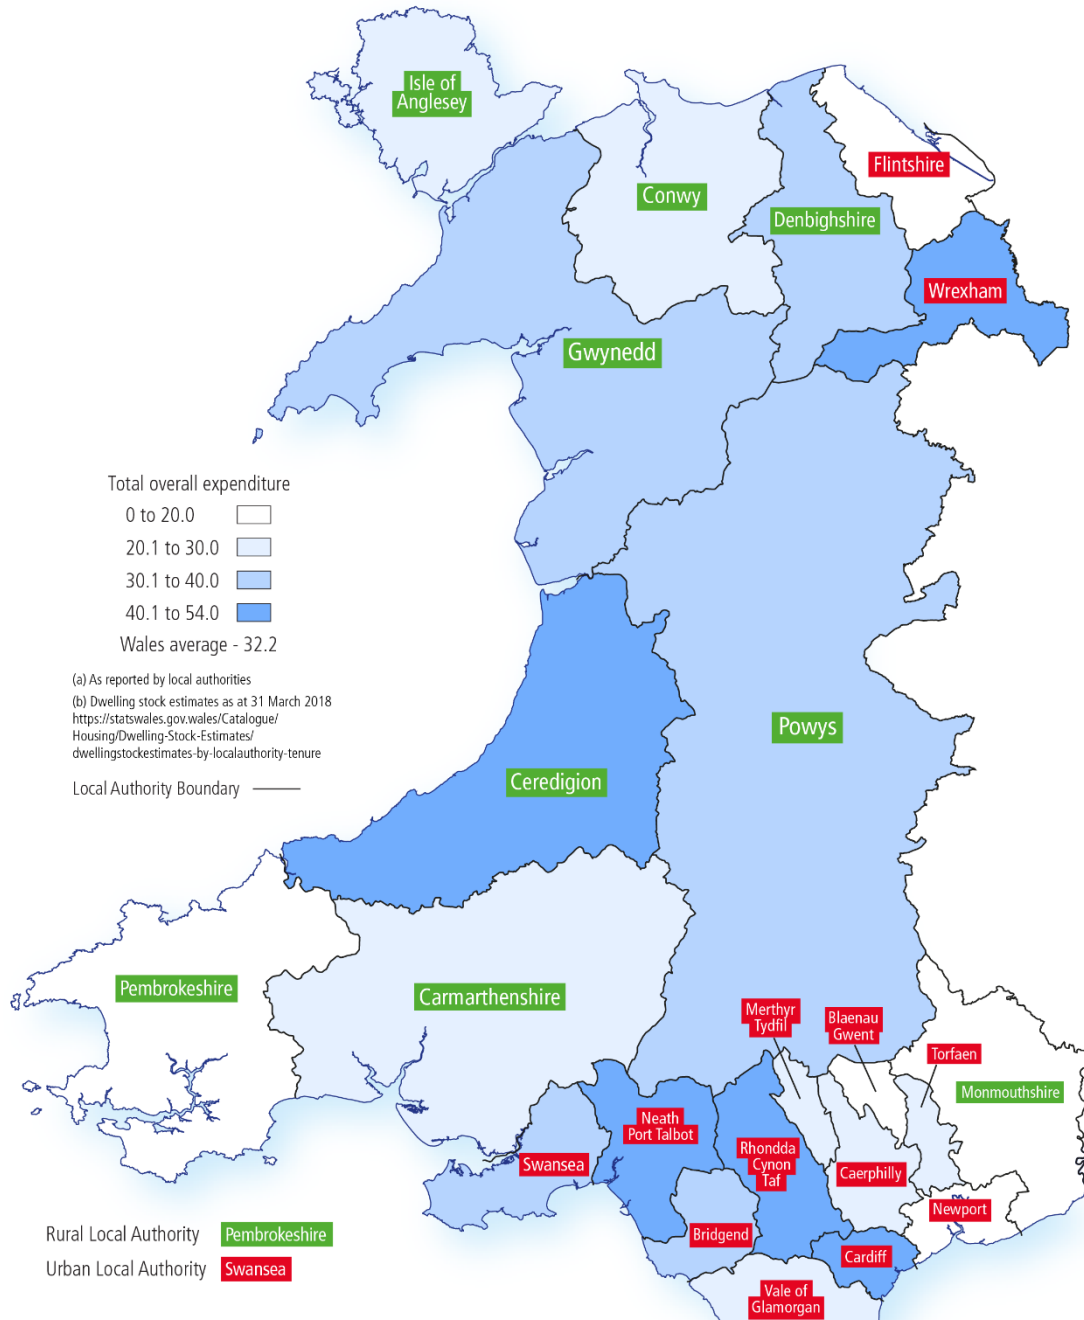 Isle of
Anglesey
Flintshire
Conwy
Denbighshire
Wrexham
Gwynedd
Total overall expenditure
0 to 20.0
20.1 to 30.0
30.1 to 40.0
40.1 to 54.0
Wales average - 32.2
(a) As reported by local authorities
(b) Dwelling stock estimates as at 31 March 2018
https://statswales.gov.wales/Catalogue/
Housing/Dwelling-Stock-Estimates/
dwellingstockestimates-by-localauthority-tenure
Local Authority Boundary
Powys
Ceredigion
Pembrokeshire
Carmarthenshire
Merthyr
Tydfil
Blaenau
Gwent
Torfaen
Monmouthshire
Neath
Port Talbot
Rhondda
Cynon
Taf
Swansea
Caerphilly
Newport
Bridgend
Cardiff
Vale of
Glamorgan
Rural Local Authority Pembrokeshire
Urban Local Authority Swansea